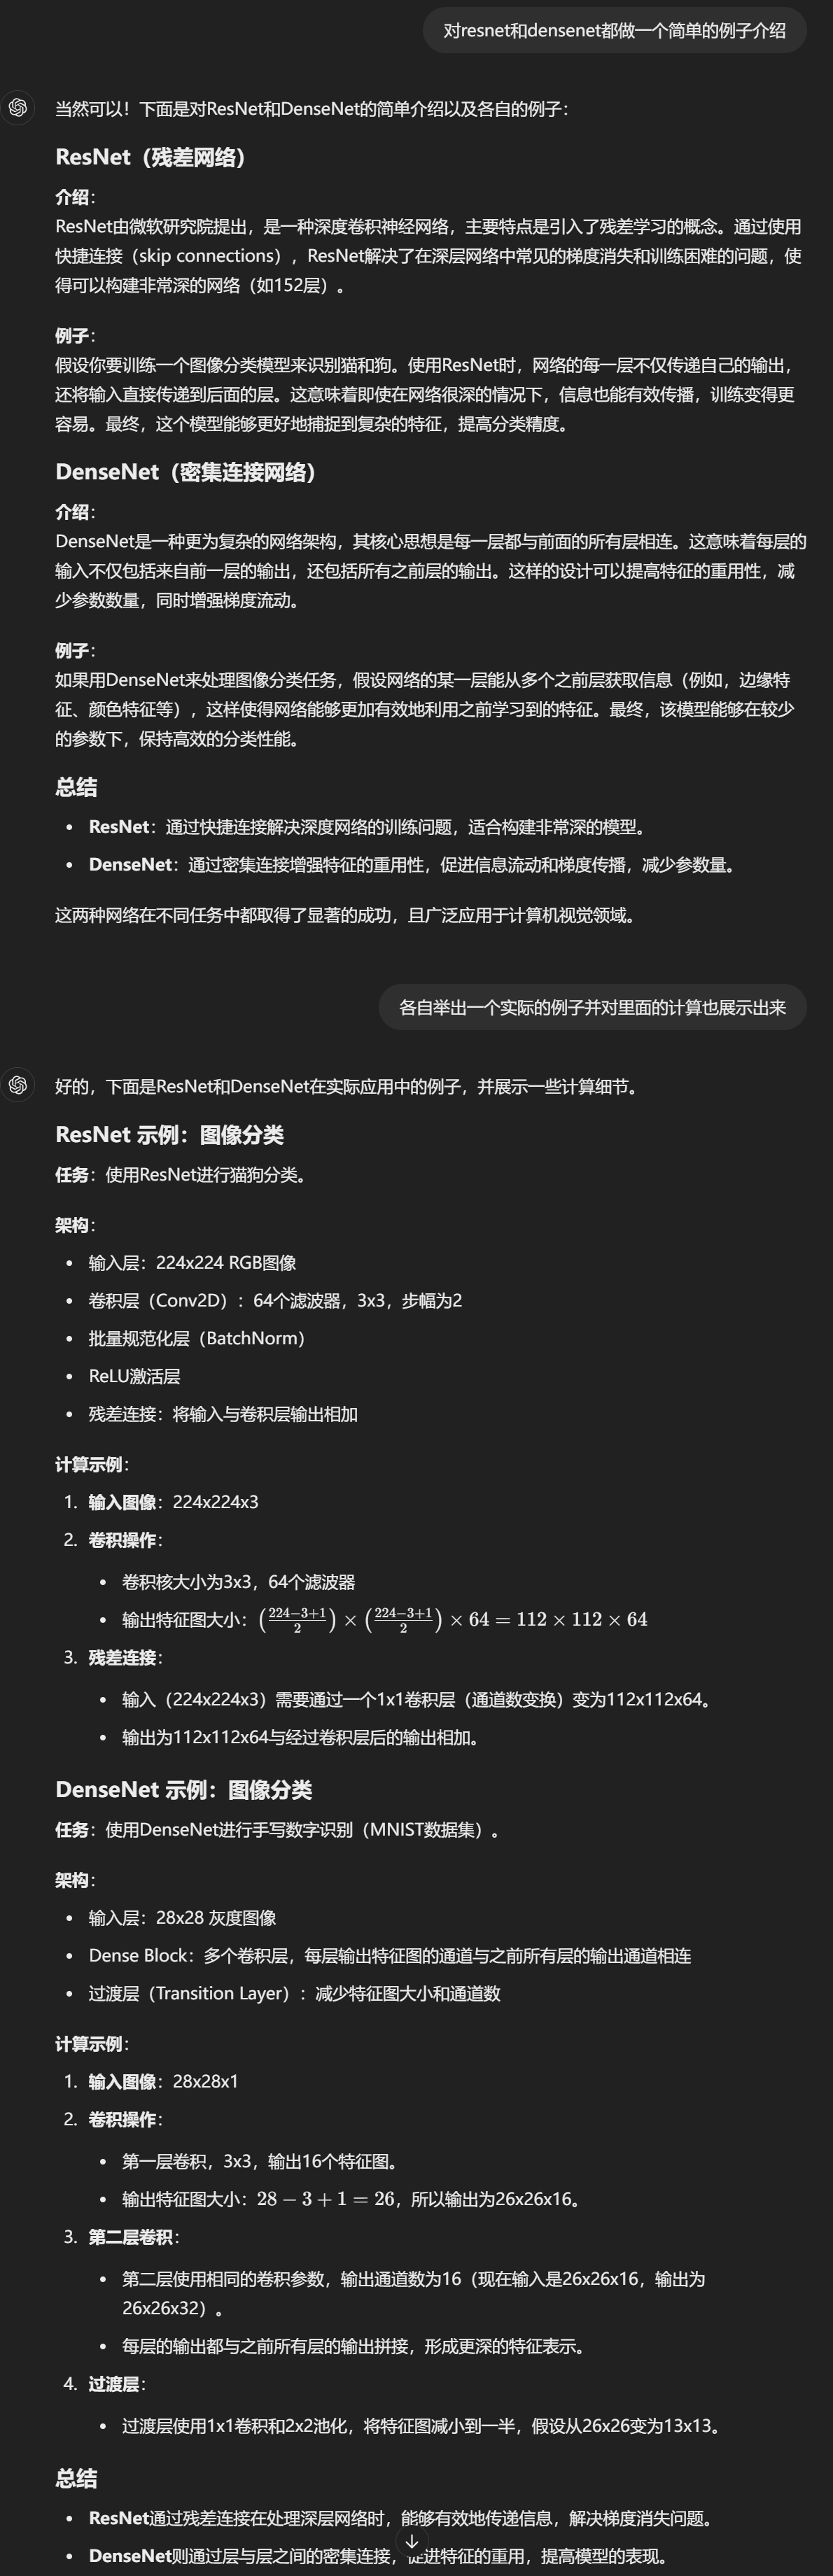 对resnet和densenet都做一个简单的例子介绍
当然可以！下面是对ResNet和DenseNet的简单介绍以及各自的例子：
ResNet（残差网络）
介绍：
ResNet由微软研究院提出，是一种深度卷积神经网络，主要特点是引入了残差学习的概念。通过使用
快捷连接（skip connections），ResNet解决了在深层网络中常见的梯度消失和训练困难的问题，使
得可以构建非常深的网络（如152层）。
例子：
假设你要训练一个图像分类模型来识别猫和狗。使用ResNet时，网络的每一层不仅传递自己的输出，
还将输入直接传递到后面的层。这意味着即使在网络很深的情况下，信息也能有效传播，训练变得更
容易。最终，这个模型能够更好地捕捉到复杂的特征，提高分类精度。
DenseNet（密集连接网络）
介绍：
DenseNet是一种更为复杂的网络架构，其核心思想是每一层都与前面的所有层相连。这意味着每层的
输入不仅包括来自前一层的输出，还包括所有之前层的输出。这样的设计可以提高特征的重用性，减
少参数数量，同时增强梯度流动。
例子：
如果用DenseNet来处理图像分类任务，假设网络的某一层能从多个之前层获取信息（例如，边缘特
征、颜色特征等），这样使得网络能够更加有效地利用之前学习到的特征。最终，该模型能够在较少
的参数下，保持高效的分类性能。
总结
• ResNet：通过快捷连接解决深度网络的训练问题，适合构建非常深的模型。
• DenseNet：通过密集连接增强特征的重用性，促进信息流动和梯度传播，减少参数量。
这两种网络在不同任务中都取得了显著的成功，且广泛应用于计算机视觉领域。
各自举出一个实际的例子并对里面的计算也展示出来
好的，下面是ResNet和DenseNet在实际应用中的例子，并展示一些计算细节。
ResNet 示例：图像分类
任务：使用ResNet进行猫狗分类。
架构：
• 输入层：224x224 RGB图像
• 卷积层（Conv2D）：64个滤波器，3x3，步幅为2
• 批量规范化层（BatchNorm）
• ReLU激活层
• 残差连接：将输入与卷积层输出相加
计算示例：
1. 输入图像：224x224x3
2. 卷积操作：
• 卷积核大小为3x3，64个滤波器
• 输出特征图大小：(224−3+1/2) × (224−3+1/2) × 64 = 112 × 112 × 64
3. 残差连接：
• 输入（224x224x3）需要通过一个1x1卷积层（通道数变换）变为112x112x64。
• 输出为112x112x64与经过卷积层后的输出相加。
DenseNet 示例：图像分类
任务：使用DenseNet进行手写数字识别（MNIST数据集）。
架构：
• 输入层：28x28 灰度图像
• Dense Block：多个卷积层，每层输出特征图的通道与之前所有层的输出通道相连
• 过渡层（Transition Layer）：减少特征图大小和通道数
计算示例：
1. 输入图像：28x28x1
2. 卷积操作：
• 第一层卷积，3x3，输出16个特征图。
• 输出特征图大小：28 − 3 + 1 = 26，所以输出为26x26x16。
3. 第二层卷积：
• 第二层使用相同的卷积参数，输出通道数为16（现在输入是26x26x16，输出为
26x26x32）。
• 每层的输出都与之前所有层的输出拼接，形成更深的特征表示。
4. 过渡层：
• 过渡层使用1x1卷积和2x2池化，将特征图减小到一半，假设从26x26变为13x13。
总结
• ResNet通过残差连接在处理深层网络时，能够有效地传递信息，解决梯度消失问题。
• DenseNet则通过层与层之间的密集连接，促进特征的重用，提高模型的表现。